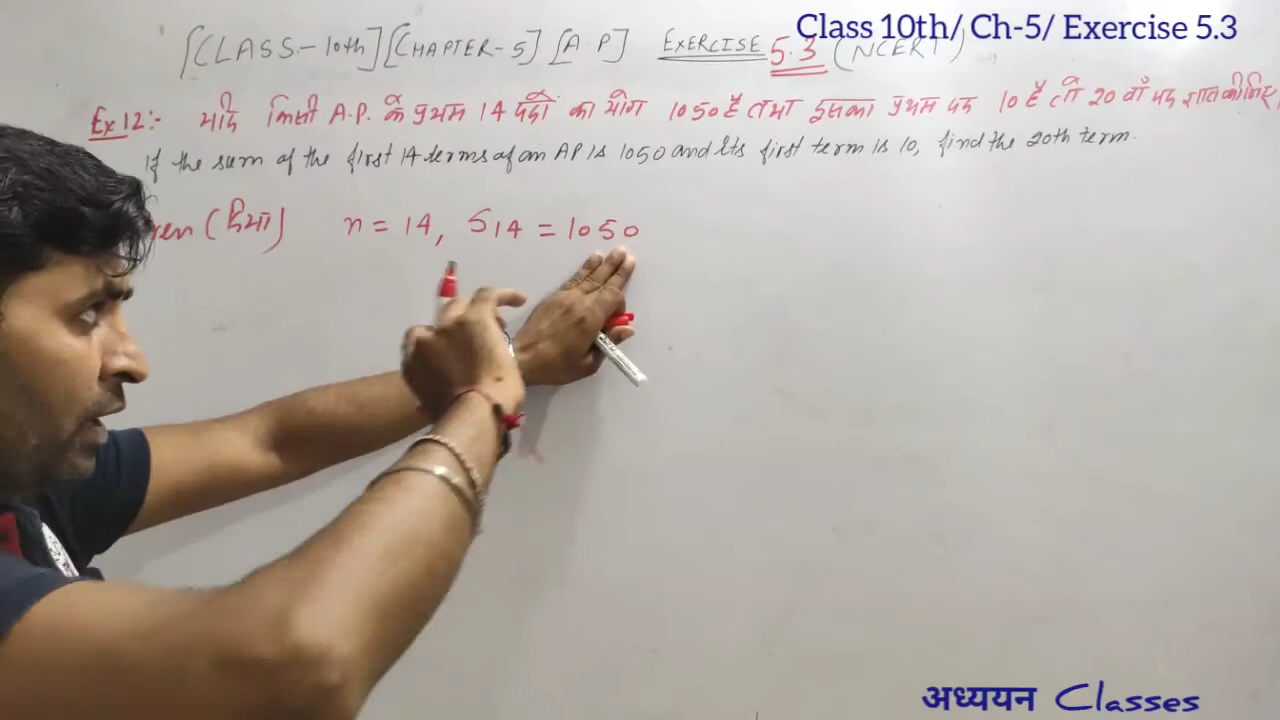 Class 10th/ Ch-5/ Exercise 5.3
[CLASS-10th] [CHAPTER-5] [A.P] EXERCISE 5.3 (NCERT)
Ex 12:- यदि किसी A.P. के प्रथम 14 पदों का योग 1050 है तथा इसका प्रथम पद 10 है तो 20 वाँ पद ज्ञात कीजिए
If the sum of the first 14 terms of an AP is 1050 and its first term is 10, find the 20th term.
(दिया) n = 14, S14 = 1050
अध्ययन Classes